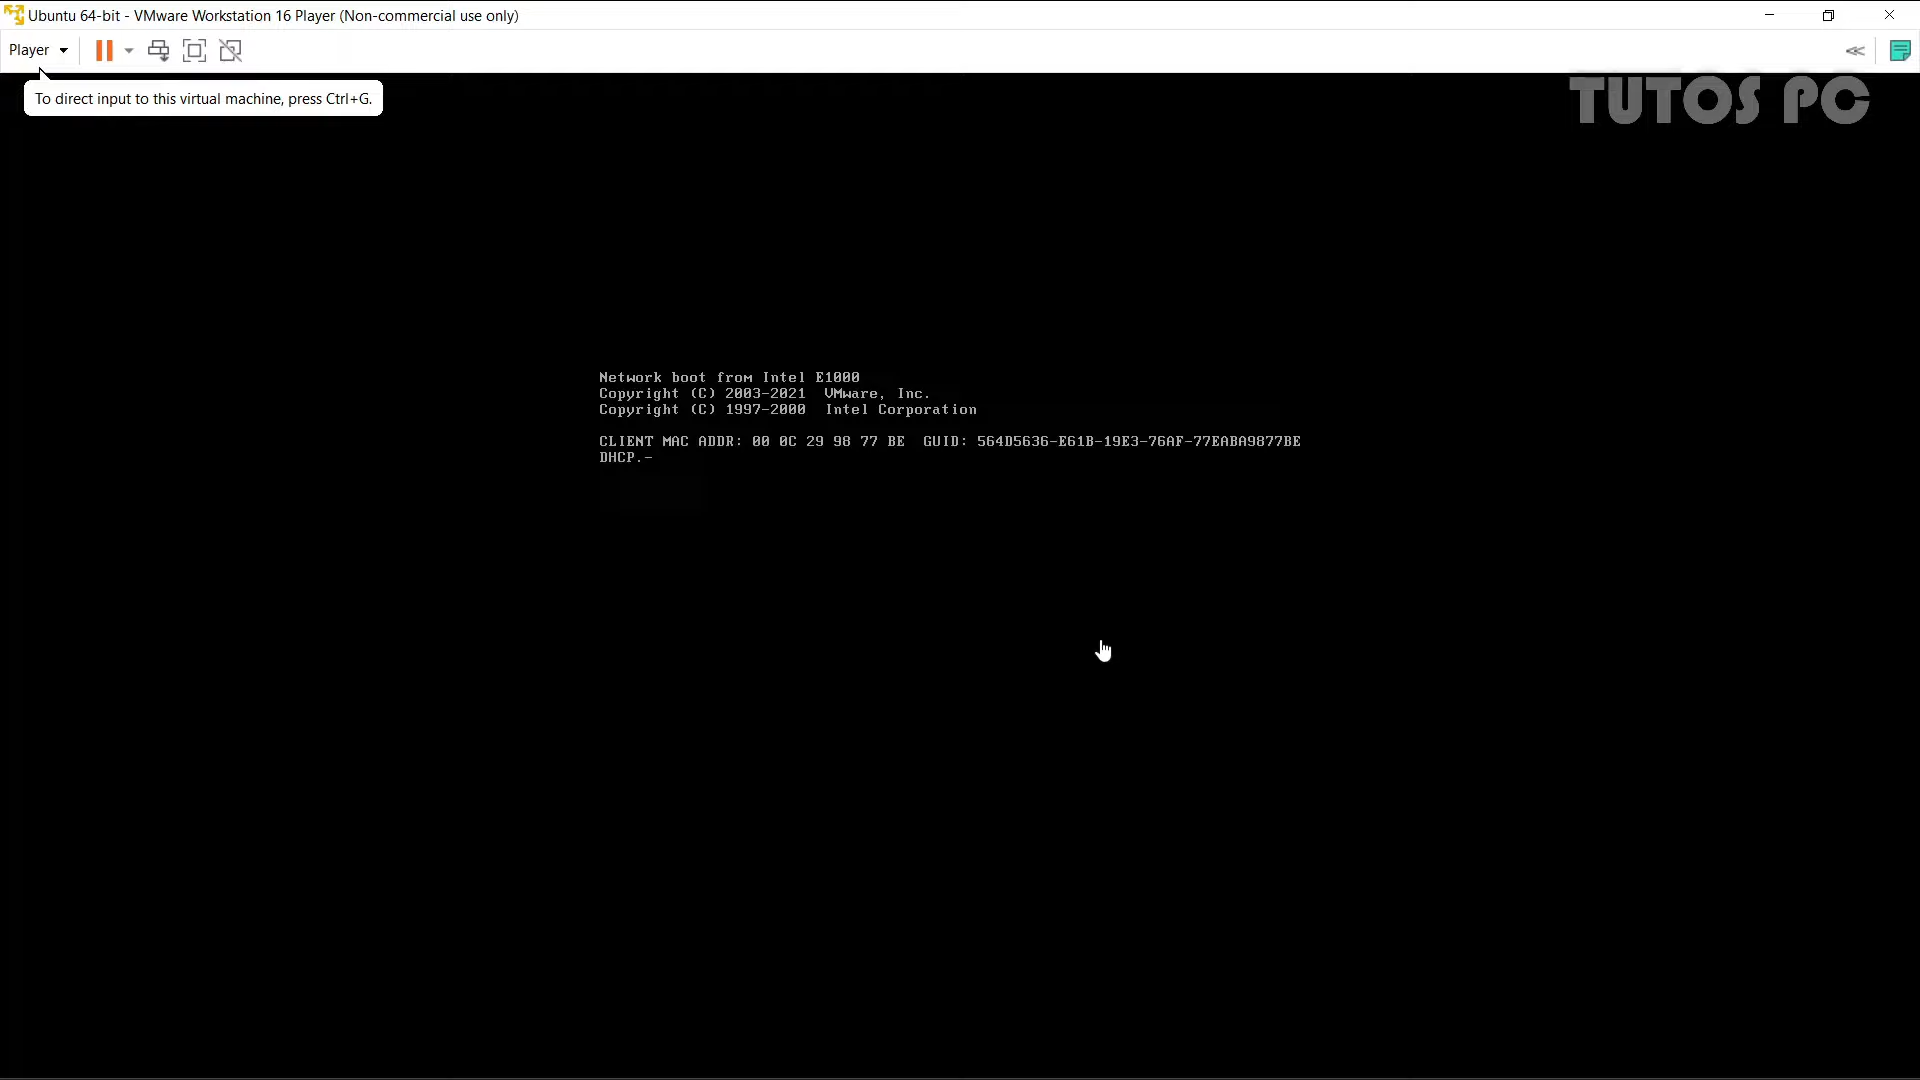 Ubuntu 64-bit - VMware Workstation 16 Player (Non-commercial use only)
Player
To direct input to this virtual machine, press Ctrl+G.
TUTOS PC
Network boot from Intel E1000
Copyright (C) 2003-2021  VMware, Inc.
Copyright (C) 1997-2000  Intel Corporation
CLIENT MAC ADDR: 00 0C 29 98 77 BE  GUID: 564D5636-E61B-19E3-76AF-77EABA9877BE
DHCP.-